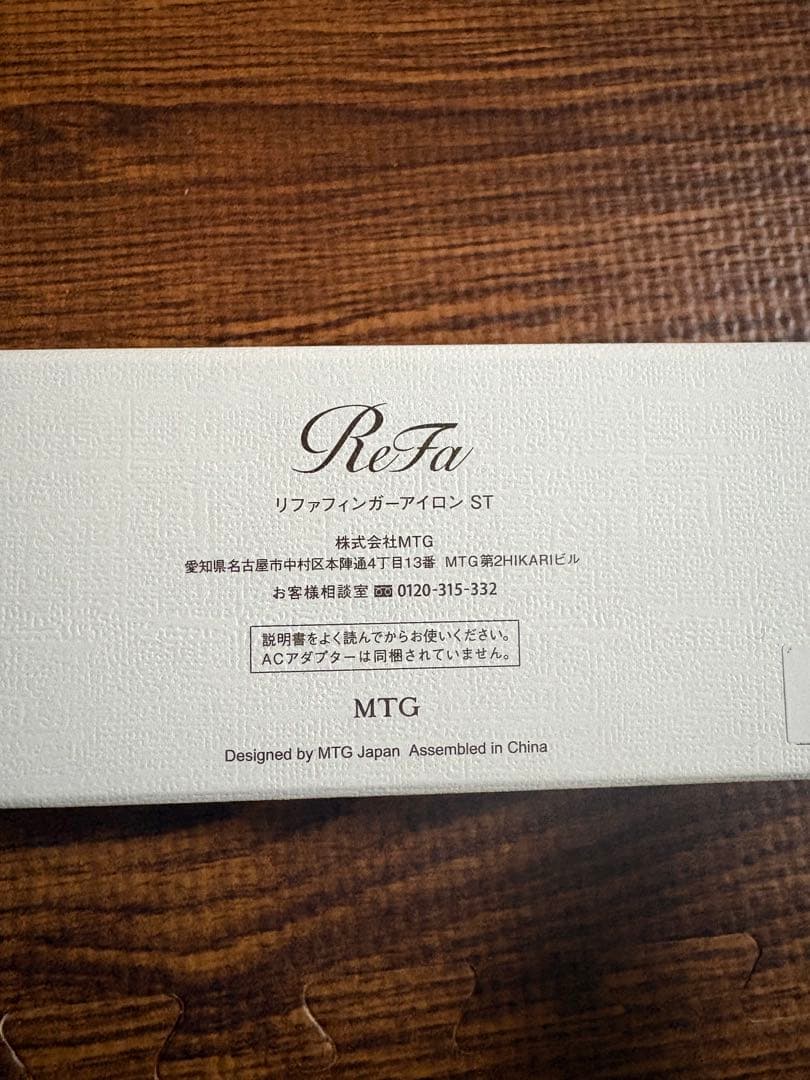 ReFa
リファフィンガーアイロン ST
株式会社MTG
愛知県名古屋市中村区本陣通4丁目13番 MTG第2HIKARIビル
お客様相談室 0120-315-332
説明書をよく読んでからお使いください。
ACアダプターは同梱されていません。
MTG
Designed by MTG Japan Assembled in China